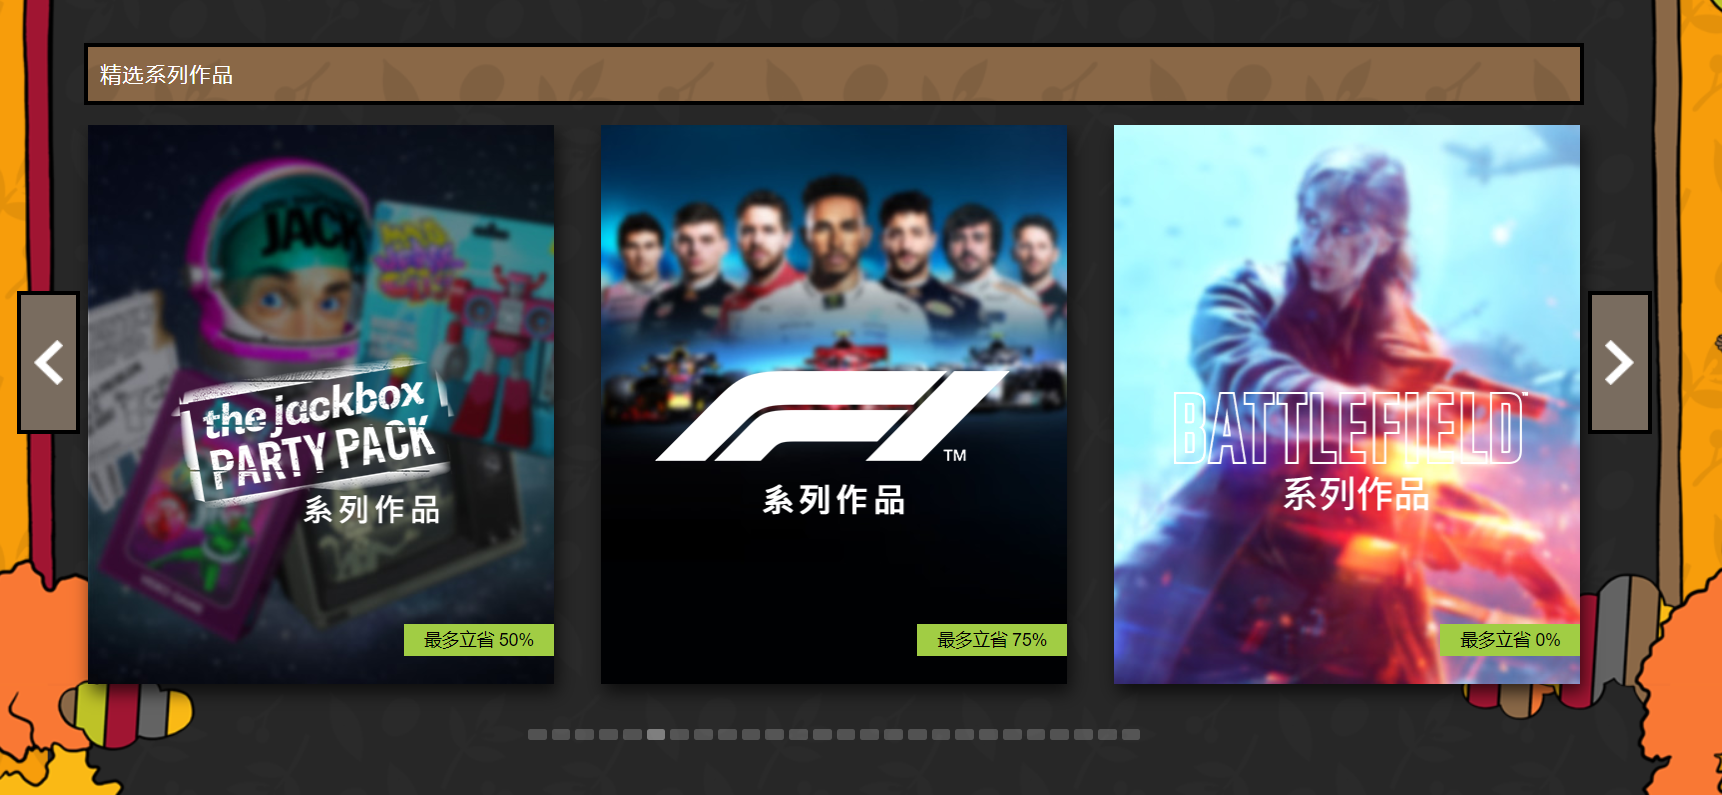 精选系列作品
JACK
MAD
the jackbox
PARTY PACK
系列作品
最多立省 50%
TM
系列作品
最多立省 75%
BATTLEFIELD
系列作品
最多立省 0%